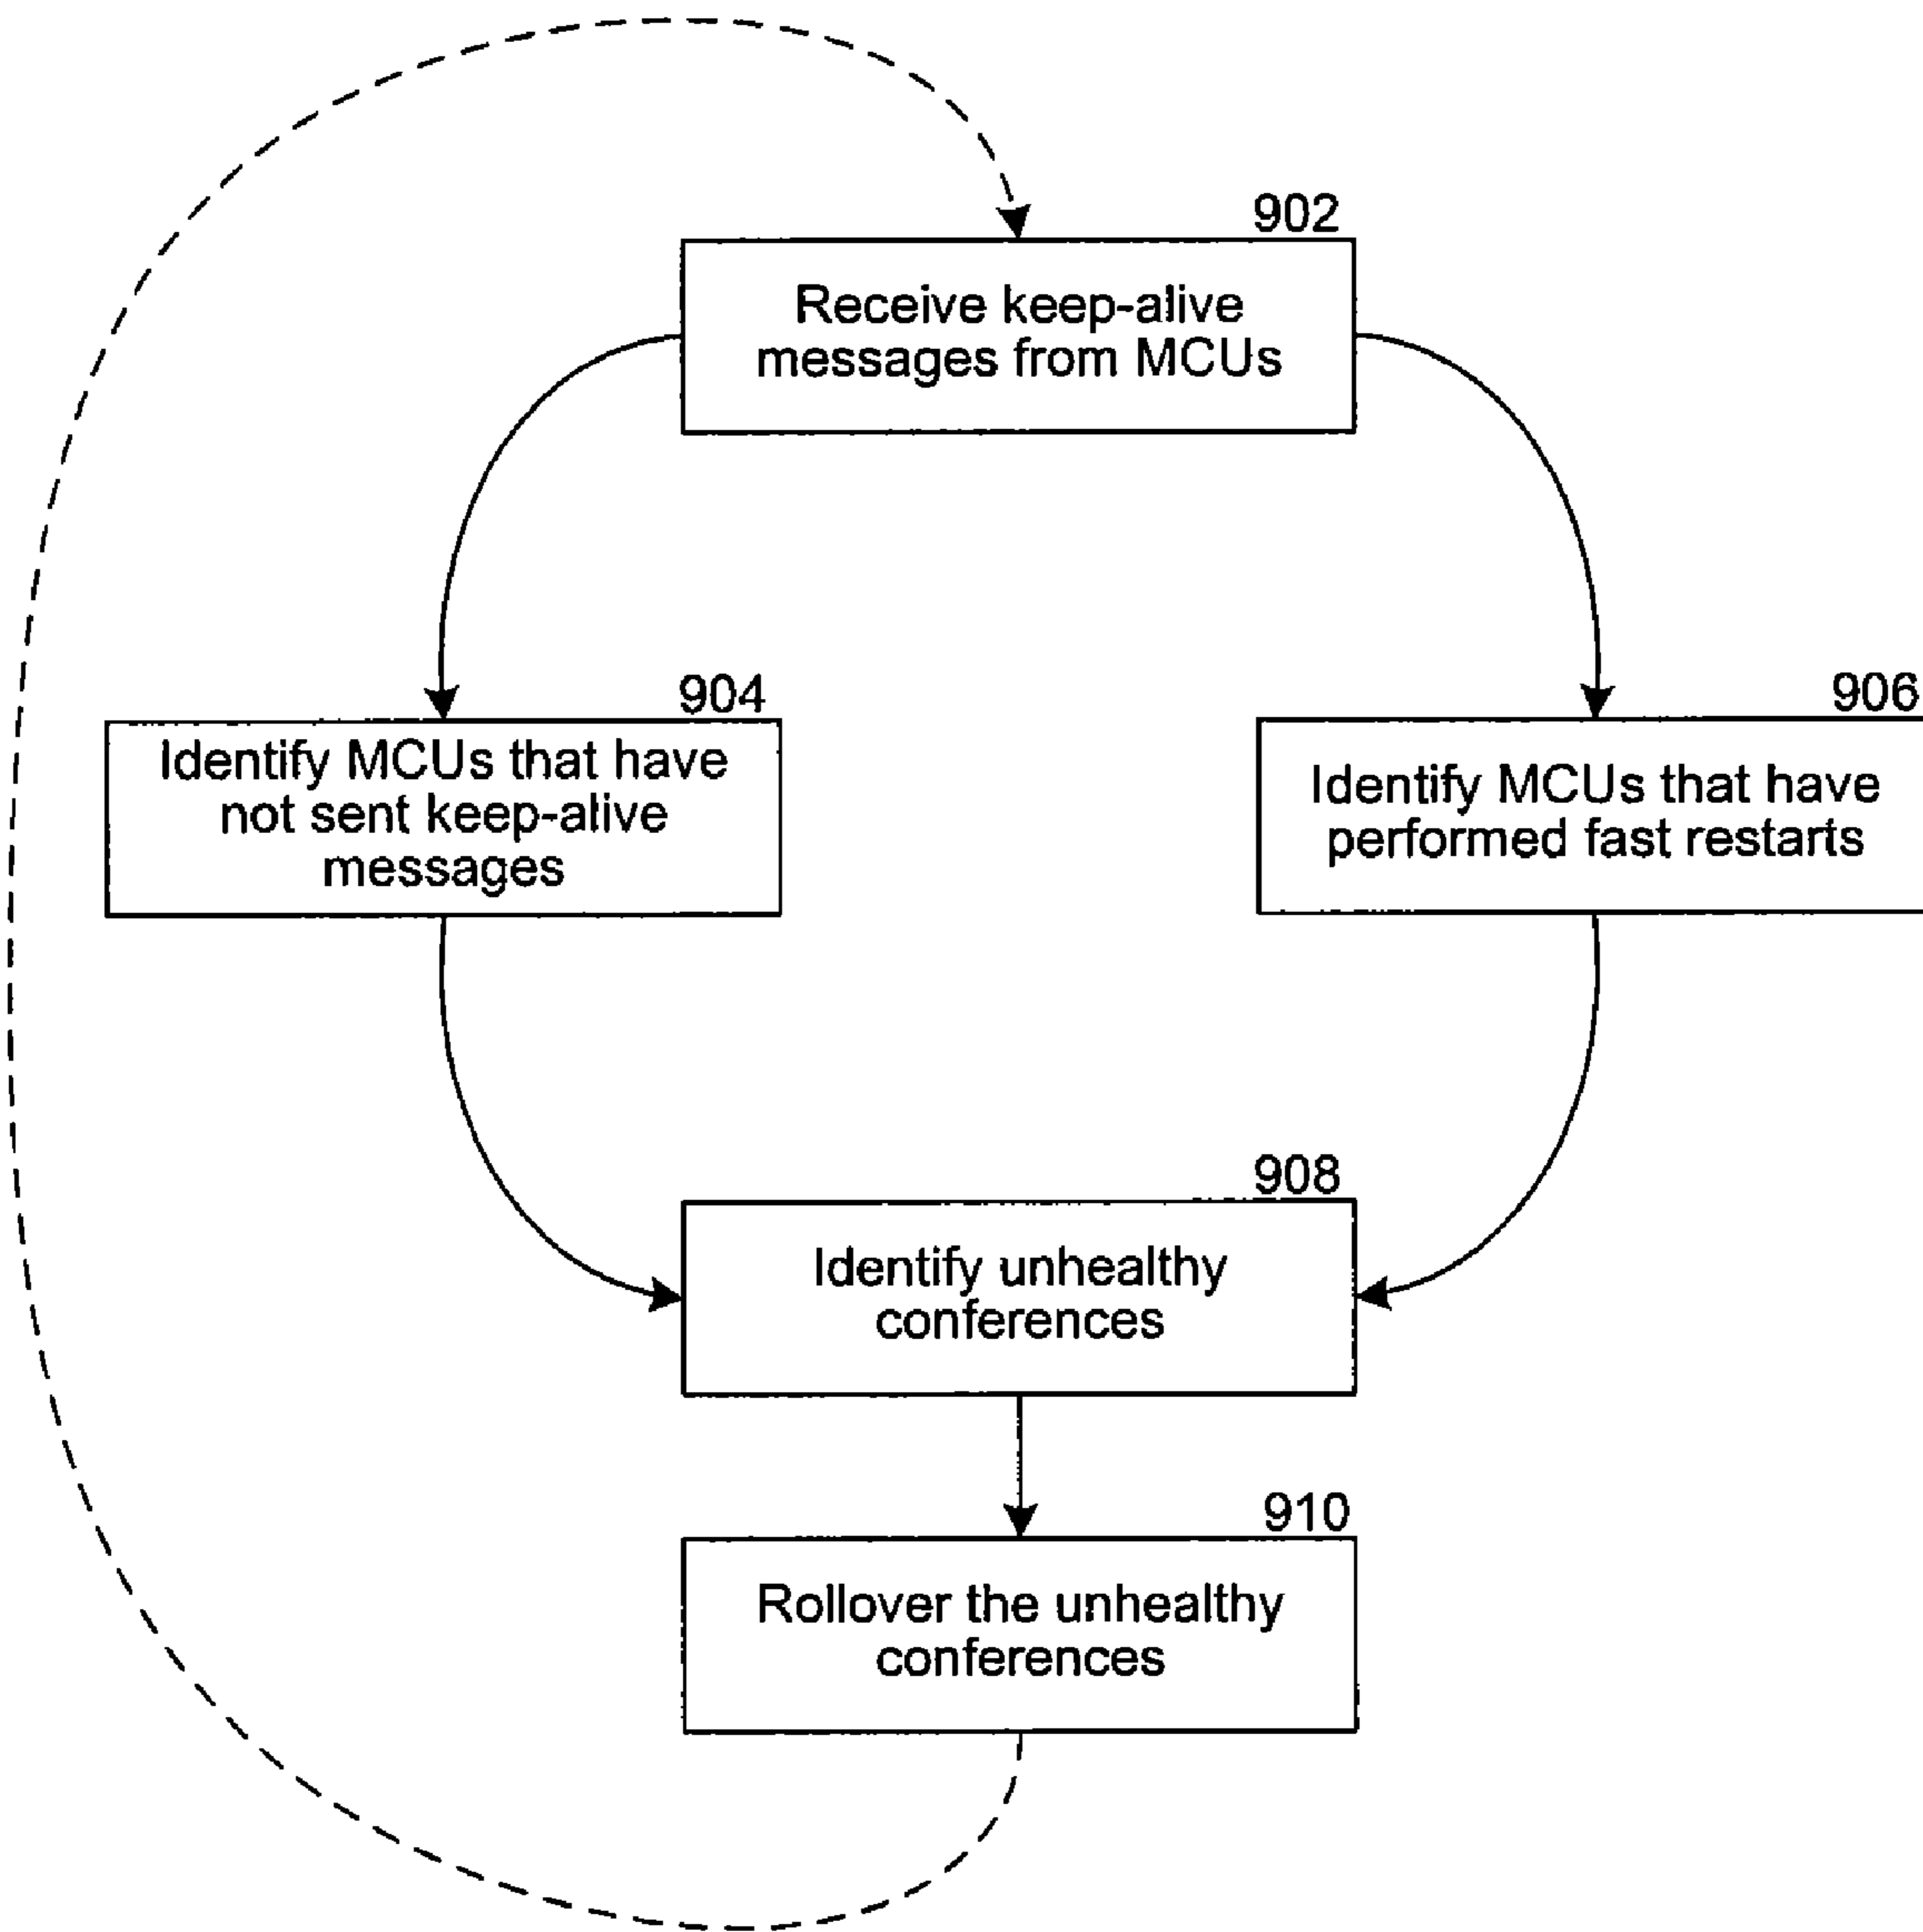 902
Receive keep-alive
messages from MCUs
904
Identify MCUs that have
not sent keep-alive
messages
906
Identify MCUs that have
performed fast restarts
908
Identify unhealthy
conferences
910
Rollover the unhealthy
conferences